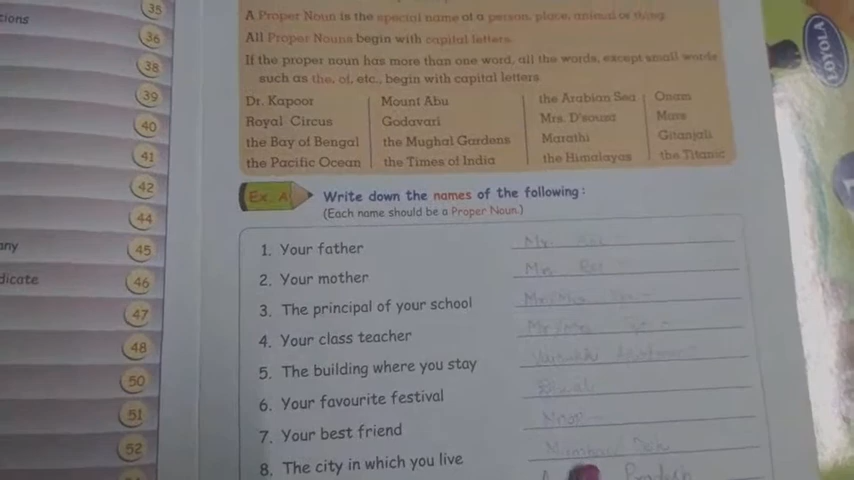 tions
35
36
38
39
40
41
42
44
any
45
dicate
46
47
48
50
51
52
A Proper Noun is the special name of a person, place, animal or thing.
All Proper Nouns begin with capital letters.
If the proper noun has more than one word, all the words, except small words
such as the, of, etc., begin with capital letters
Dr. Kapoor Mount Abu the Arabian Sea Onam
Royal Circus Godavari Mrs. D'souza Mars
the Bay of Bengal the Mughal Gardens Marathi Gitanjali
the Pacific Ocean the Times of India the Himalayas the Titanic
Ex. A Write down the names of the following :
(Each name should be a Proper Noun.)
1. Your father Mr.
2. Your mother Mrs.
3. The principal of your school Mr/Mrs
4. Your class teacher Mr/Mrs
5. The building where you stay
6. Your favourite festival Diwali
7. Your best friend
8. The city in which you live
Pradesh
LOYOLA